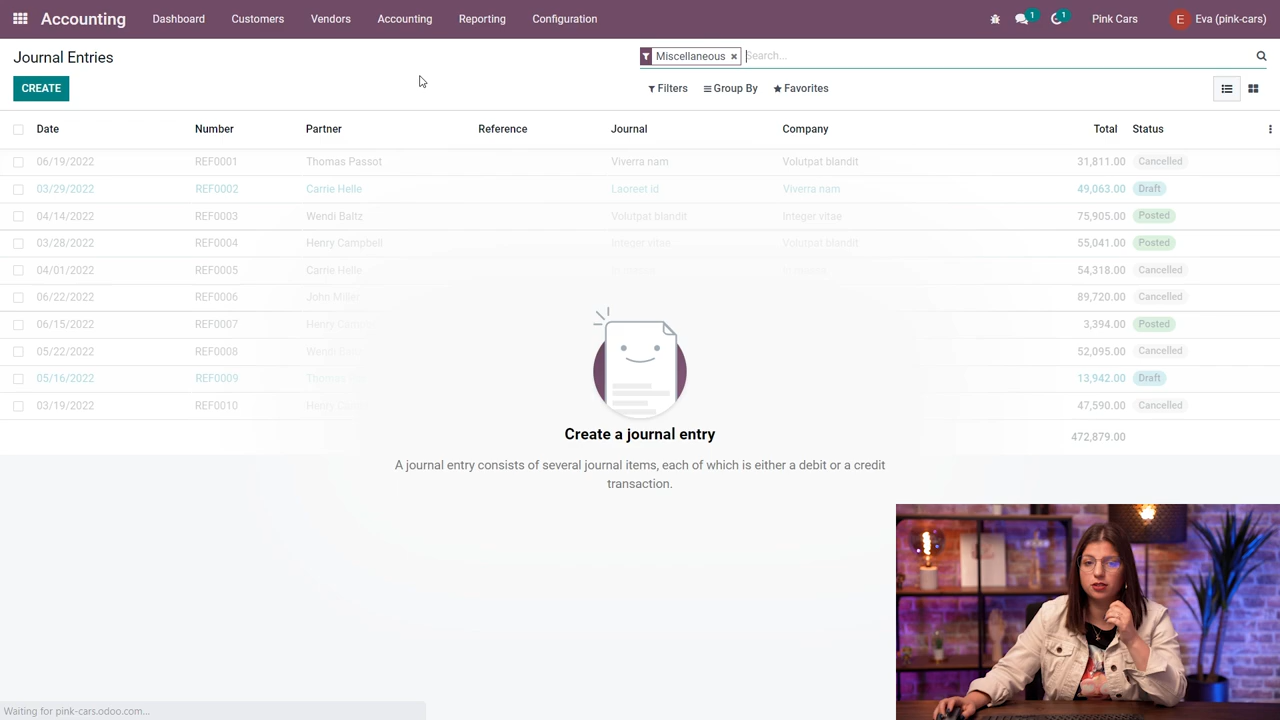 Accounting Dashboard Customers Vendors Accounting Reporting Configuration 1 1 Pink Cars E Eva (pink-cars)
Journal Entries
Miscellaneous × Search...
CREATE
Filters Group By Favorites
Date Number Partner Reference Journal Company Total Status
06/19/2022 REF0001 Thomas Passot Viverra nam Volutpat blandit 31,811.00 Cancelled
03/29/2022 REF0002 Carrie Helle Laoreet id Viverra nam 49,063.00 Draft
04/14/2022 REF0003 Wendi Baltz Volutpat blandit Integer vitae 75,905.00 Posted
03/28/2022 REF0004 Henry Campbell Integer vitae Volutpat blandit 55,041.00 Posted
04/01/2022 REF0005 Carrie Helle 54,318.00 Cancelled
06/22/2022 REF0006 John Miller 89,720.00 Cancelled
06/15/2022 REF0007 Henry 3,394.00 Posted
05/22/2022 REF0008 Wendi 52,095.00 Cancelled
05/16/2022 REF0009 Thomas 13,942.00 Draft
03/19/2022 REF0010 Henry 47,590.00 Cancelled
472,879.00
Create a journal entry
A journal entry consists of several journal items, each of which is either a debit or a credit
transaction.
Waiting for pink-cars.odoo.com...